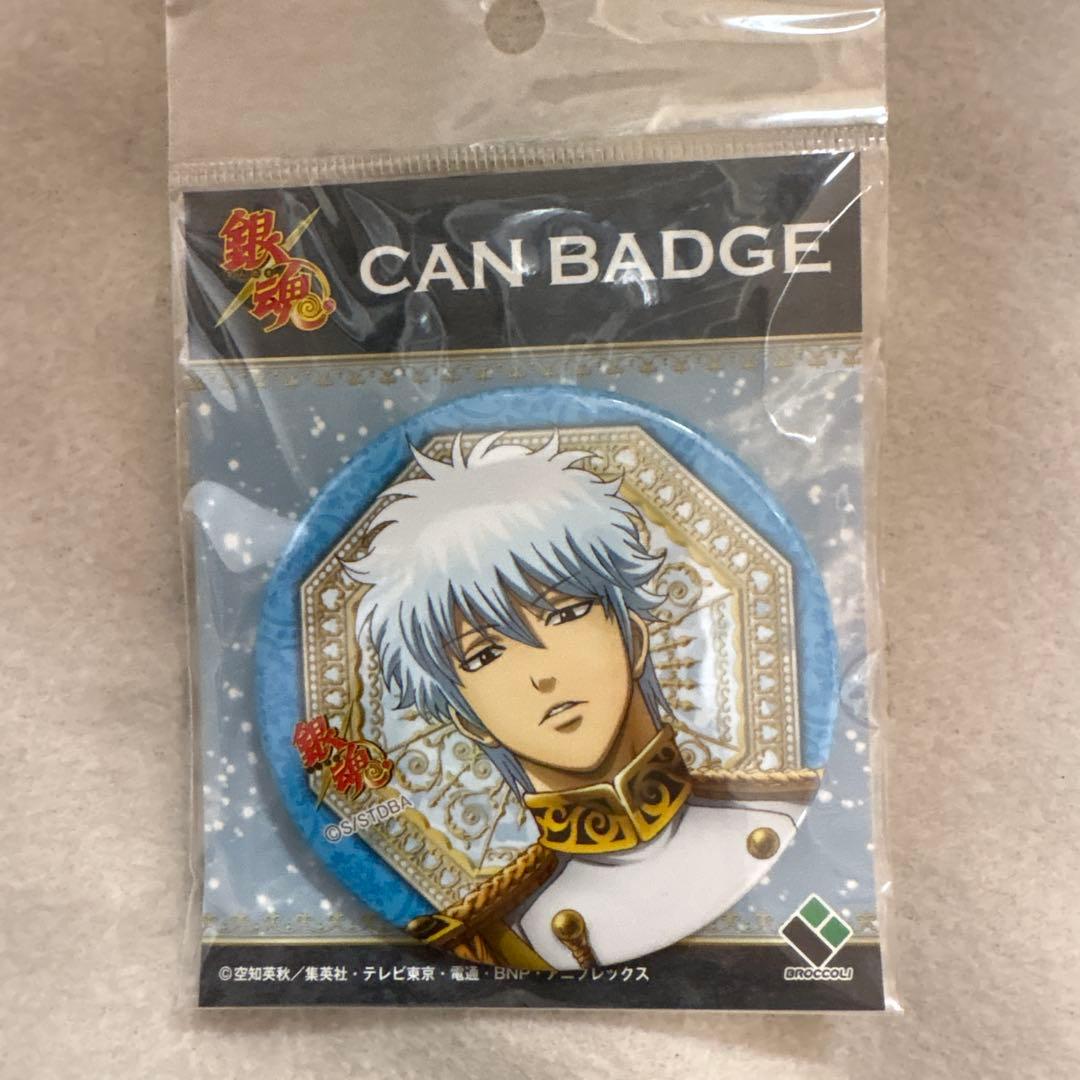 銀魂
CAN BADGE
銀魂
©S/STDBA
©空知英秋／集英社・テレビ東京・電通・BNP・アニプレックス
BROCCOLI